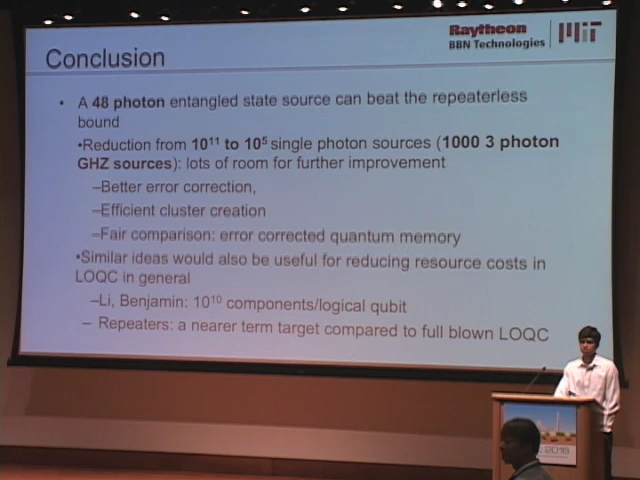 Raytheon
BBN Technologies
MIT
Conclusion
• A 48 photon entangled state source can beat the repeaterless
bound
•Reduction from 10¹¹ to 10⁵ single photon sources (1000 3 photon
GHZ sources): lots of room for further improvement
–Better error correction,
–Efficient cluster creation
–Fair comparison: error corrected quantum memory
•Similar ideas would also be useful for reducing resource costs in
LOQC in general
–Li, Benjamin: 10¹⁰ components/logical qubit
– Repeaters: a nearer term target compared to full blown LOQC
2016